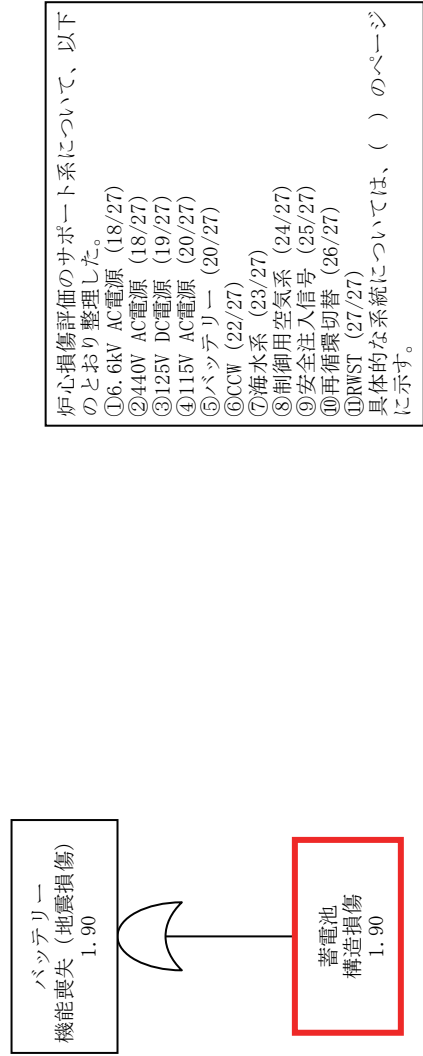 バッテリー
機能喪失（地震損傷）
1.90
蓄電池
構造損傷
1.90
炉心損傷評価のサポート系について、以下
のとおり整理した。
①6.6kV AC電源 (18/27)
②440V AC電源 (18/27)
③125V DC電源 (19/27)
④115V AC電源 (20/27)
⑤バッテリー (20/27)
⑥CCW (22/27)
⑦海水系 (23/27)
⑧制御用空気系 (24/27)
⑨安全注入信号 (25/27)
⑩再循環切替 (26/27)
⑪RWST (27/27)
具体的な系統については、( ) のページ
に示す。